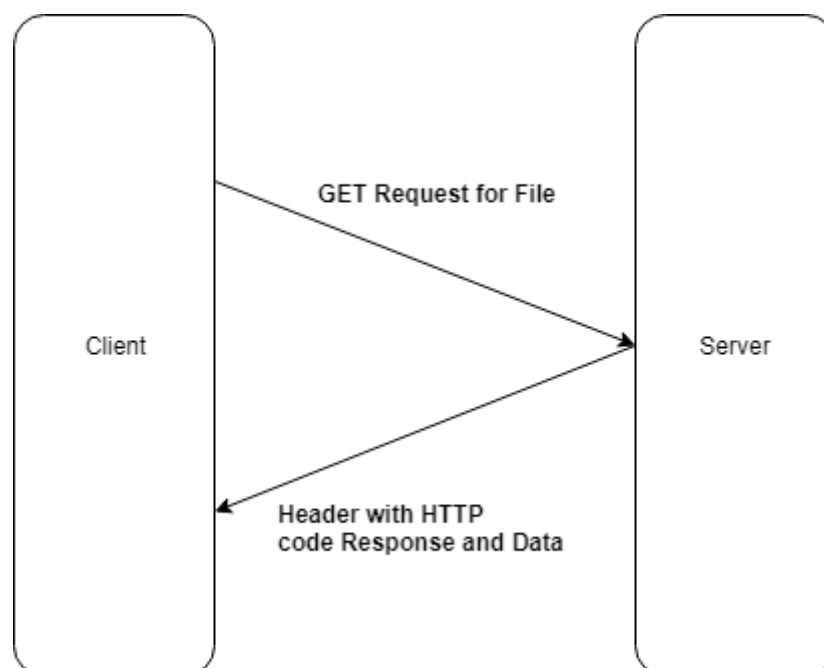 GET Request for File
Client
Server
Header with HTTP
code Response and Data